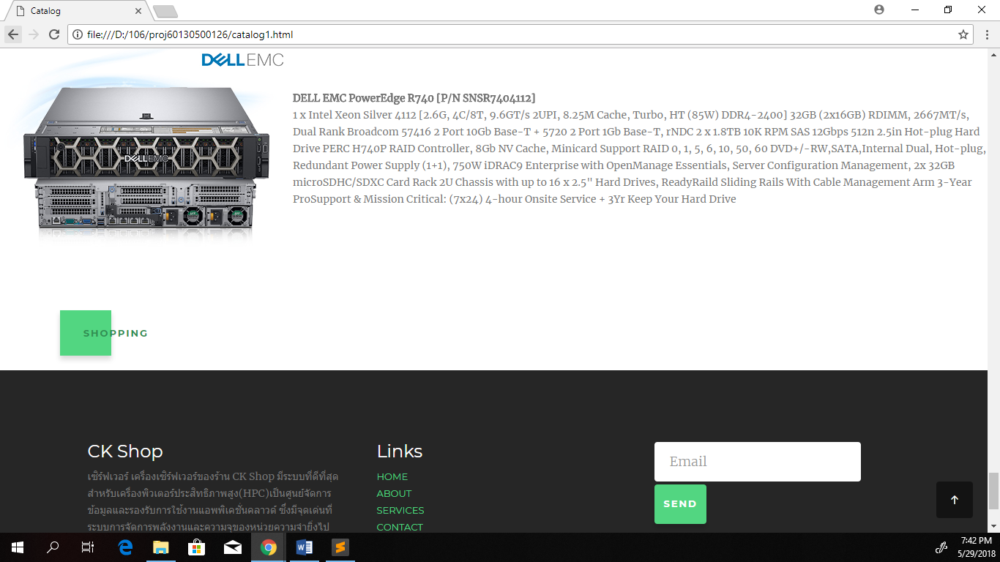 Catalog
file:///D:/106/proj60130500126/catalog1.html
DELLEMC
DELL EMC PowerEdge R740 [P/N SNSR7404112]
1 x Intel Xeon Silver 4112 [2.6G, 4C/8T, 9.6GT/s 2UPI, 8.25M Cache, Turbo, HT (85W) DDR4-2400] 32GB (2x16GB) RDIMM, 2667MT/s,
Dual Rank Broadcom 57416 2 Port 10Gb Base-T + 5720 2 Port 1Gb Base-T, rNDC 2 x 1.8TB 10K RPM SAS 12Gbps 512n 2.5in Hot-plug Hard
Drive PERC H740P RAID Controller, 8Gb NV Cache, Minicard Support RAID 0, 1, 5, 6, 10, 50, 60 DVD+/-RW,SATA,Internal Dual, Hot-plug,
Redundant Power Supply (1+1), 750W iDRAC9 Enterprise with OpenManage Essentials, Server Configuration Management, 2x 32GB
microSDHC/SDXC Card Rack 2U Chassis with up to 16 x 2.5" Hard Drives, ReadyRaild Sliding Rails With Cable Management Arm 3-Year
ProSupport & Mission Critical: (7x24) 4-hour Onsite Service + 3Yr Keep Your Hard Drive
DELLEMC
SHOPPING
CK Shop
เซิร์ฟเวอร์ เครื่องเซิร์ฟเวอร์ของร้าน CK Shop มีระบบที่ดีที่สุด
สำหรับเครื่องพิวเตอร์ประสิทธิภาพสูง(HPC)เป็นศูนย์จัดการ
ข้อมูลและรองรับการใช้งานแอพพิเคชั่นคลาวด์ ซึ่งมีจุดเด่นที่
ระบบการจัดการพลังงานและความจุของหน่วยความจำยิ่งไป
Links
HOME
ABOUT
SERVICES
CONTACT
Email
SEND
7:42 PM
5/29/2018